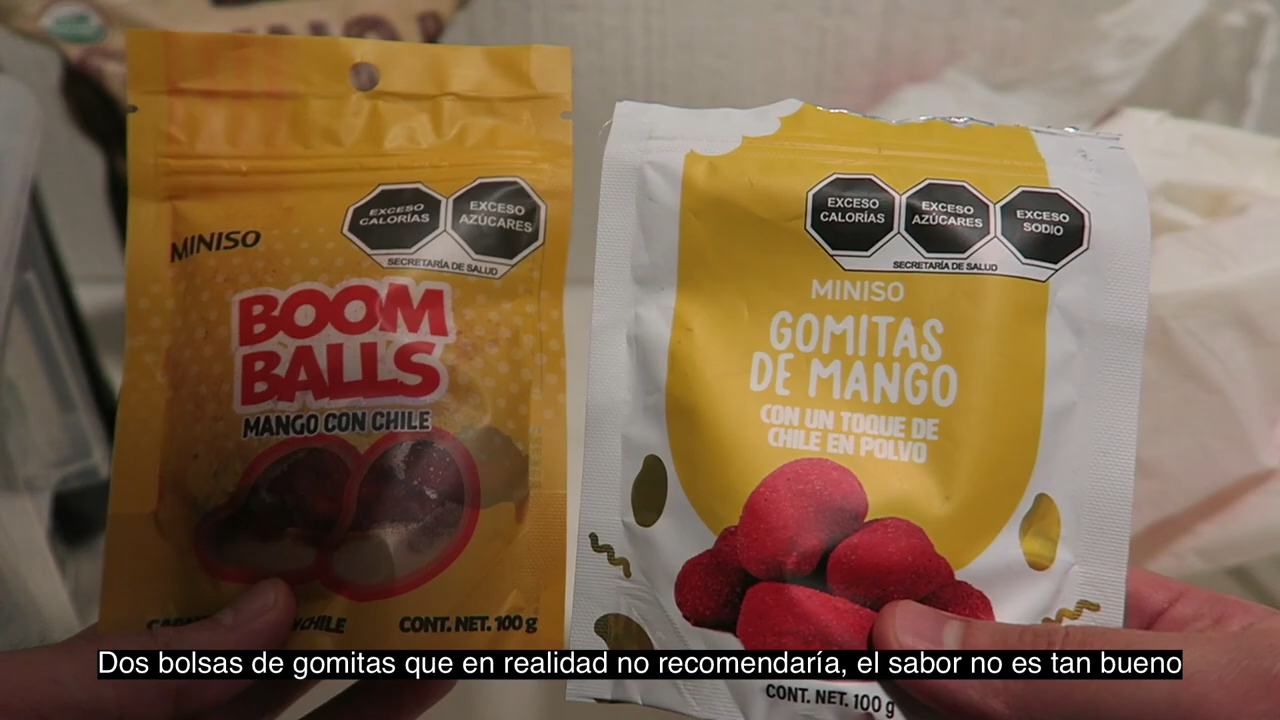 MINISO
EXCESO
CALORÍAS
EXCESO
AZÚCARES
SECRETARÍA DE SALUD
BOOM
BALLS
MANGO CON CHILE
CONT. NET. 100 g
EXCESO
CALORÍAS
EXCESO
AZÚCARES
EXCESO
SODIO
SECRETARÍA DE SALUD
MINISO
GOMITAS
DE MANGO
CON UN TOQUE DE
CHILE EN POLVO
CONT. NET. 100 g
Dos bolsas de gomitas que en realidad no recomendaría, el sabor no es tan bueno